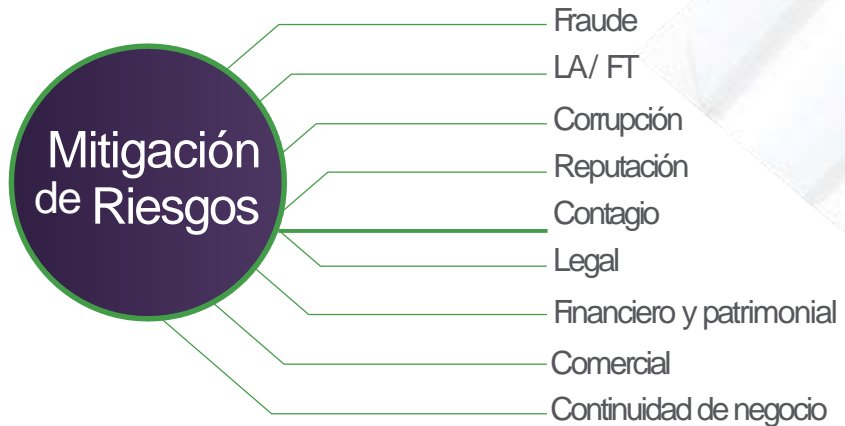 Mitigación
de Riesgos
Fraude
LA/ FT
Corrupción
Reputación
Contagio
Legal
Financiero y patrimonial
Comercial
Continuidad de negocio